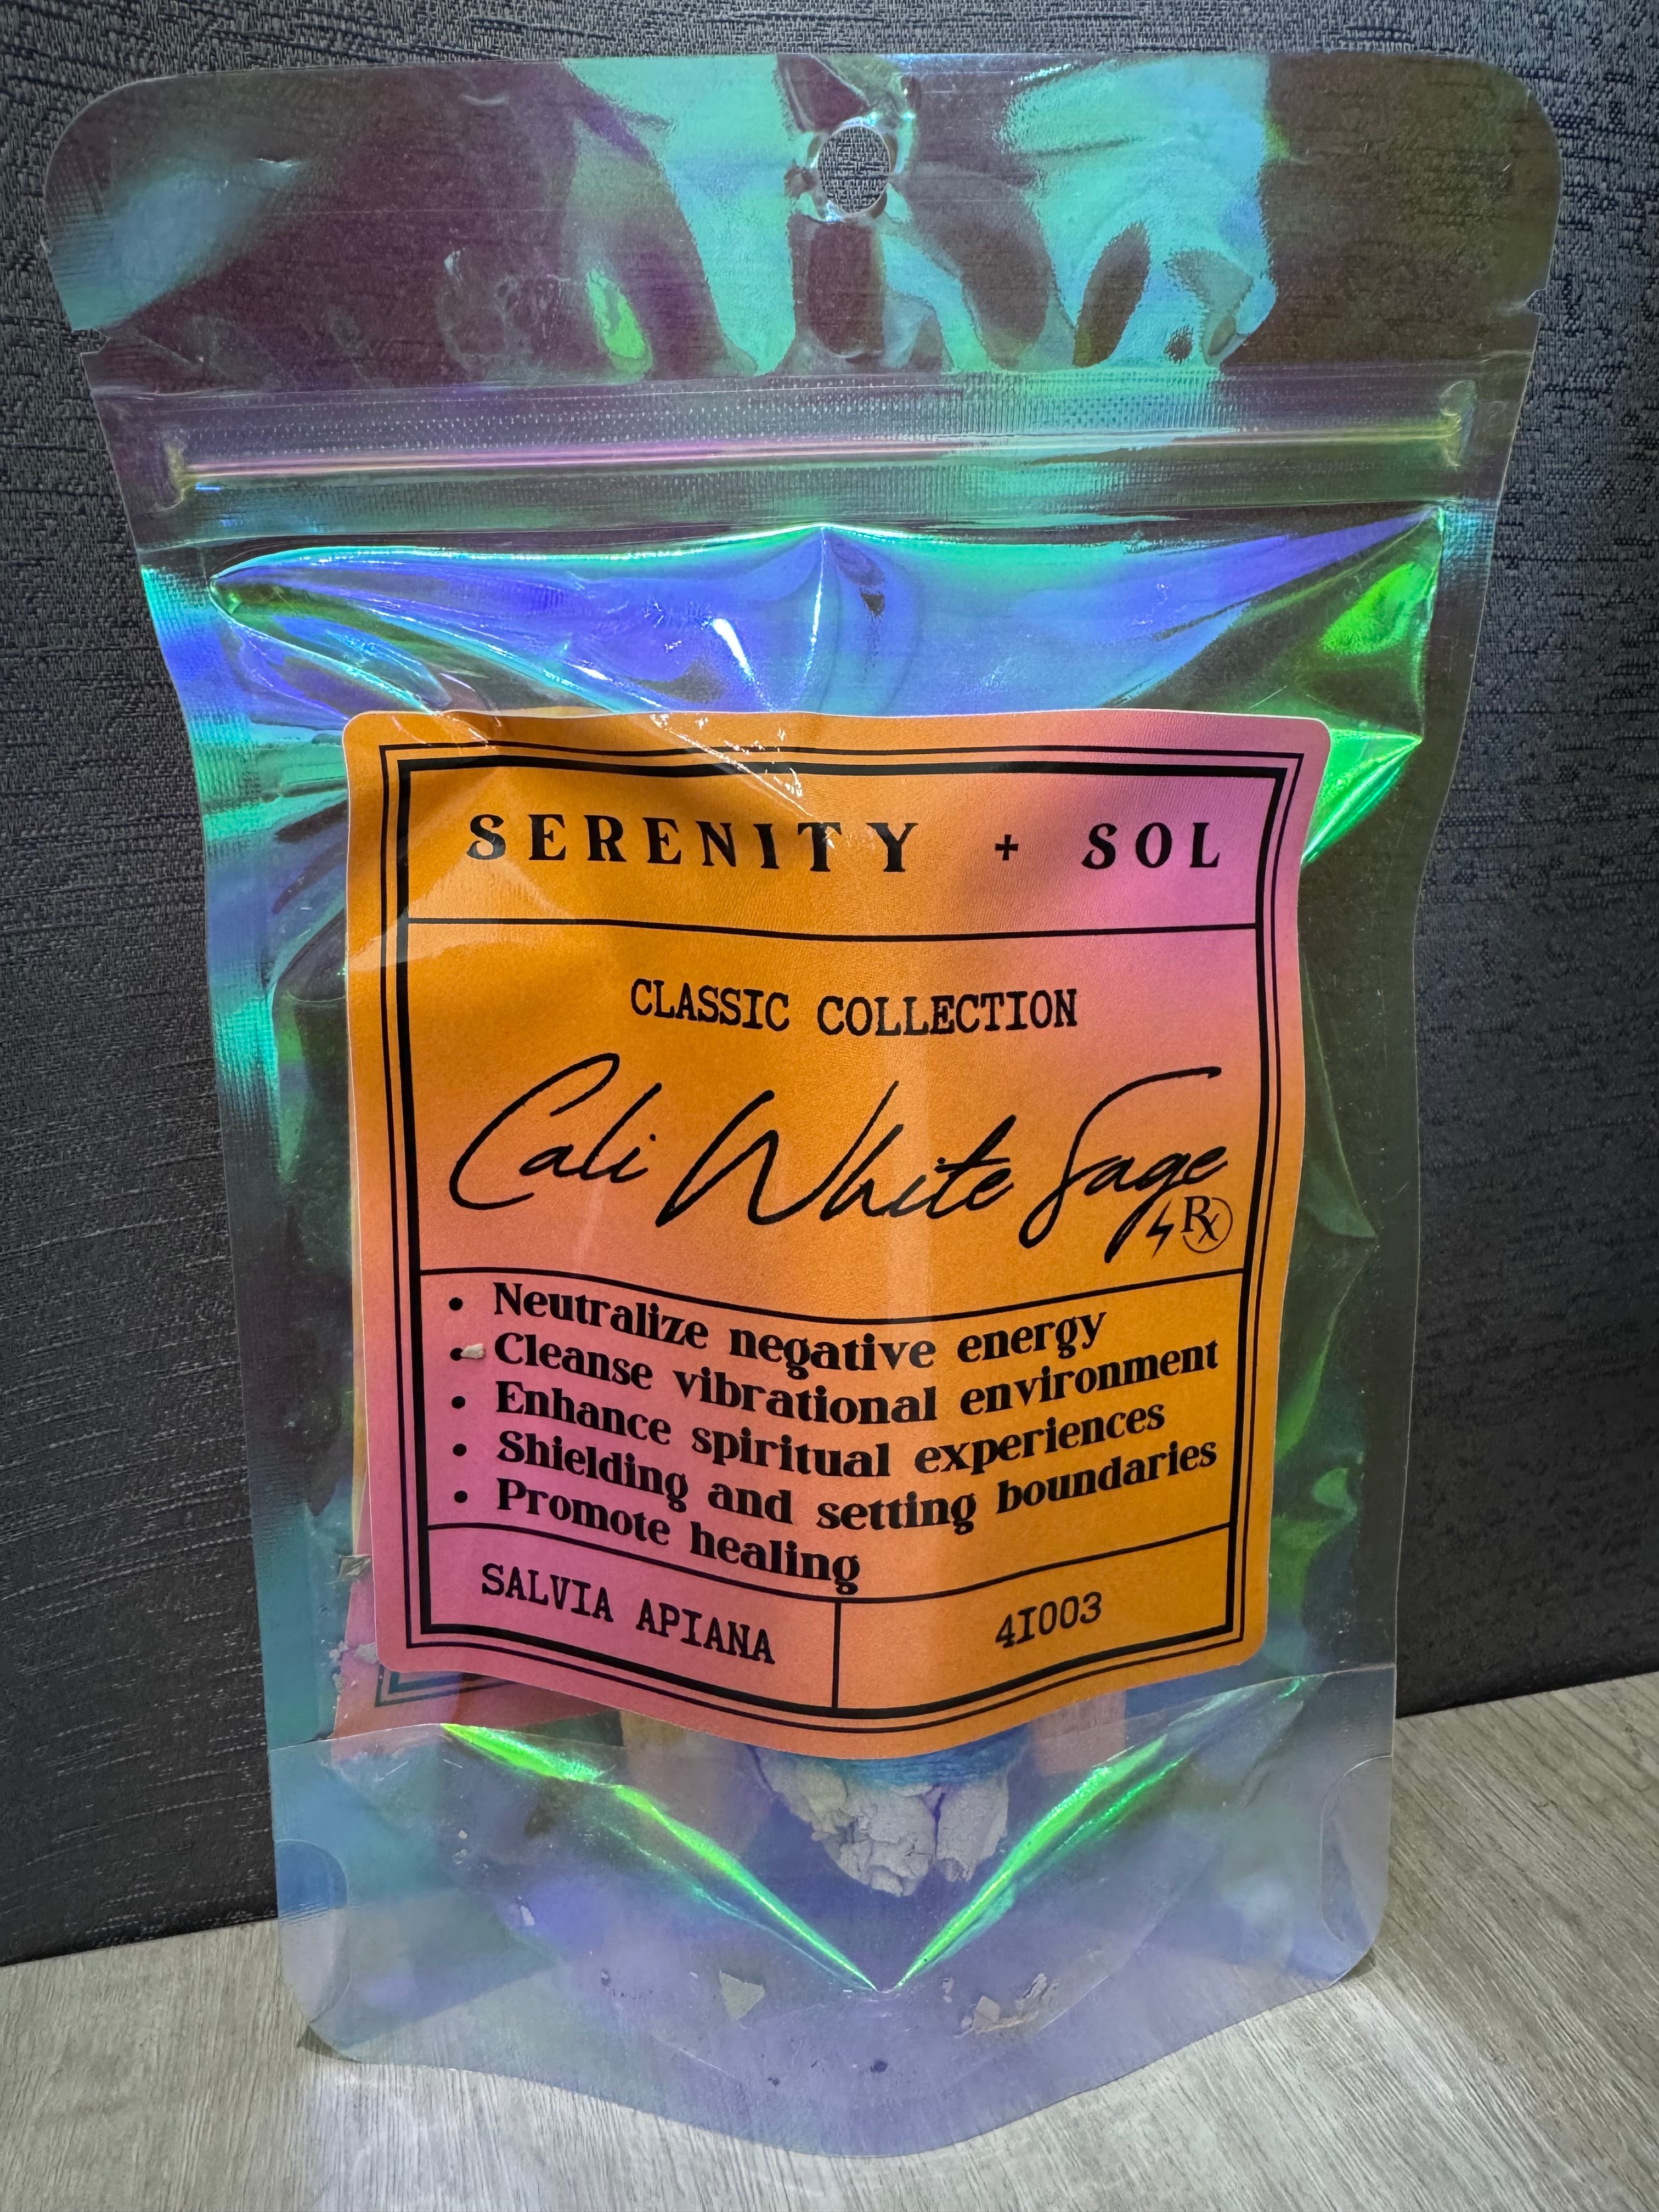 SERENITY + SOL
CLASSIC COLLECTION
Cali White Sage
Rx
• Neutralize negative energy
• Cleanse vibrational environment
• Enhance spiritual experiences
• Shielding and setting boundaries
• Promote healing
SALVIA APIANA
4I003